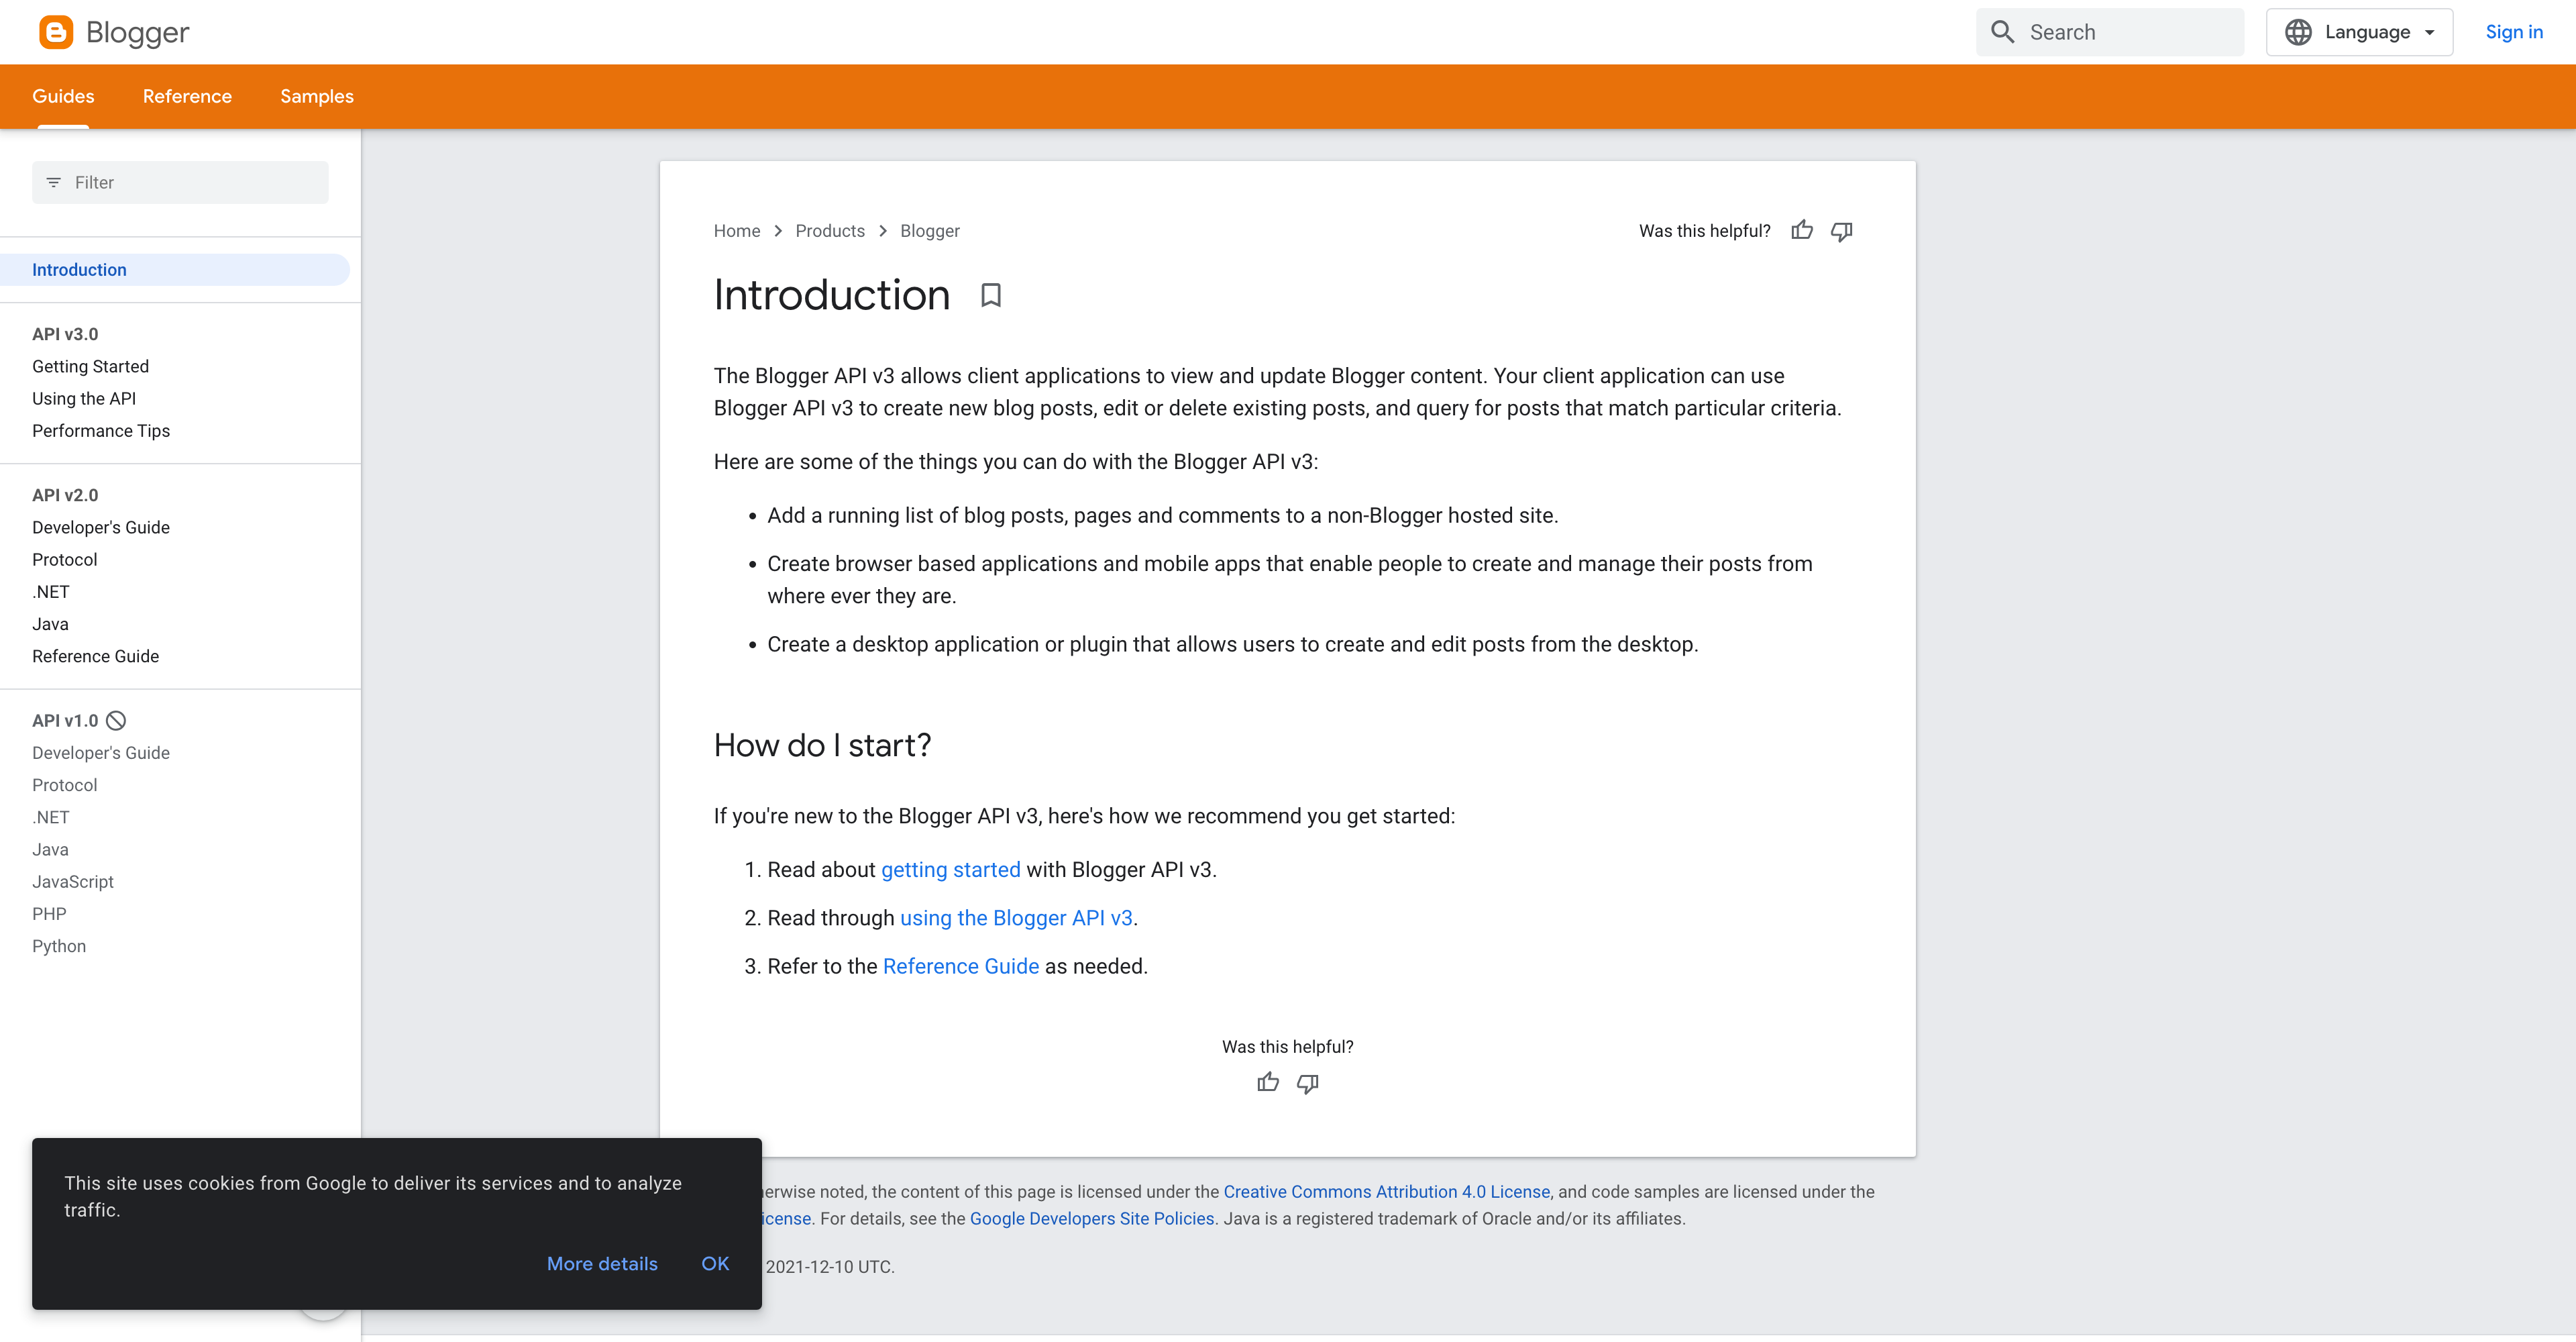 Blogger
Search
Language
Sign in
Guides
Reference
Samples
Filter
Introduction
API v3.0
Getting Started
Using the API
Performance Tips
API v2.0
Developer's Guide
Protocol
.NET
Java
Reference Guide
API v1.0
Developer's Guide
Protocol
.NET
Java
JavaScript
PHP
Python
Home
Products
Blogger
Was this helpful?
Introduction
The Blogger API v3 allows client applications to view and update Blogger content. Your client application can use
Blogger API v3 to create new blog posts, edit or delete existing posts, and query for posts that match particular criteria.
Here are some of the things you can do with the Blogger API v3:
• Add a running list of blog posts, pages and comments to a non-Blogger hosted site.
• Create browser based applications and mobile apps that enable people to create and manage their posts from
where ever they are.
• Create a desktop application or plugin that allows users to create and edit posts from the desktop.
How do I start?
If you're new to the Blogger API v3, here's how we recommend you get started:
1. Read about getting started with Blogger API v3.
2. Read through using the Blogger API v3.
3. Refer to the Reference Guide as needed.
Was this helpful?
noted, the content of this page is licensed under the Creative Commons Attribution 4.0 License, and code samples are licensed under the
. For details, see the Google Developers Site Policies. Java is a registered trademark of Oracle and/or its affiliates.
2021-12-10 UTC.
This site uses cookies from Google to deliver its services and to analyze
traffic.
More details
OK